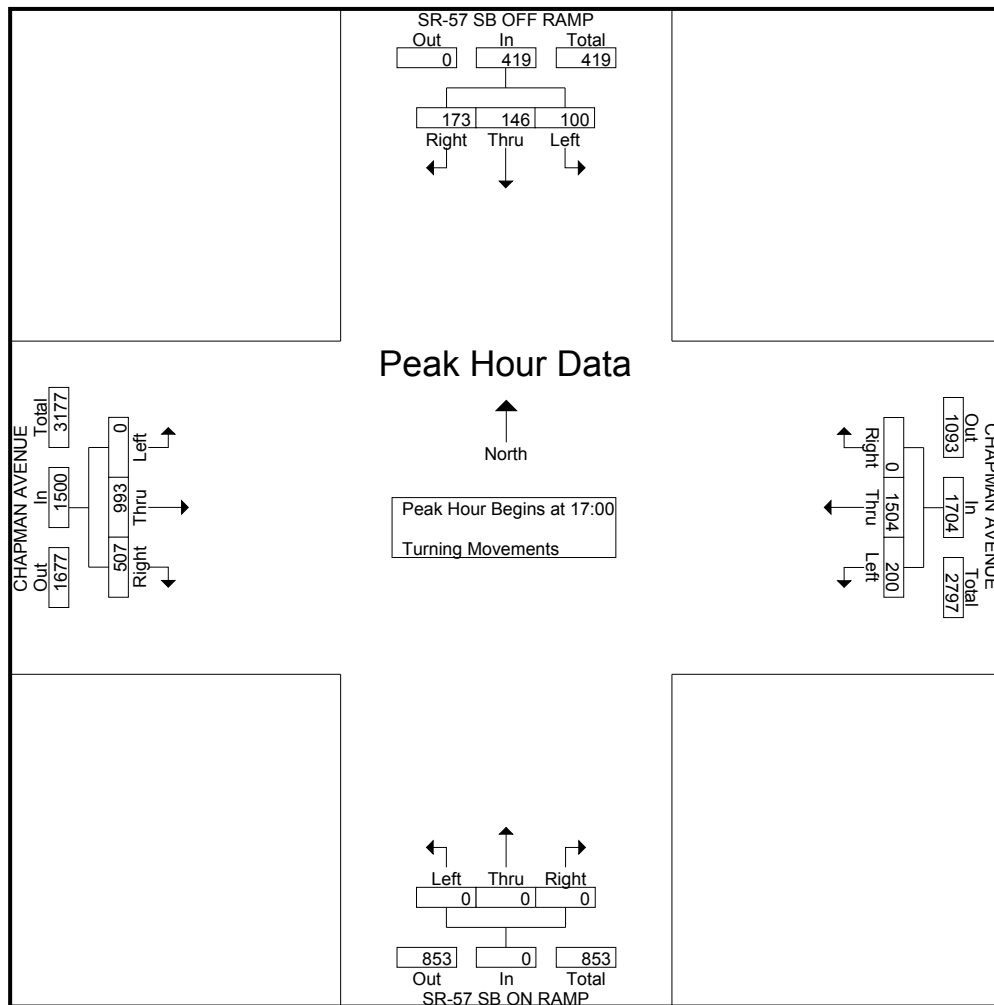 SR-57 SB OFF RAMP
Out In Total
0 419 419
173 146 100
Right Thru Left
Peak Hour Data
North
Peak Hour Begins at 17:00
Turning Movements
CHAPMAN AVENUE
Out In Total
1677 1500 3177
507 993 0
Right Thru Left
CHAPMAN AVENUE
Out In Total
1093 1704 2797
0 1504 200
Right Thru Left
Left Thru Right
0 0 0
853 0 853
Out In Total
SR-57 SB ON RAMP